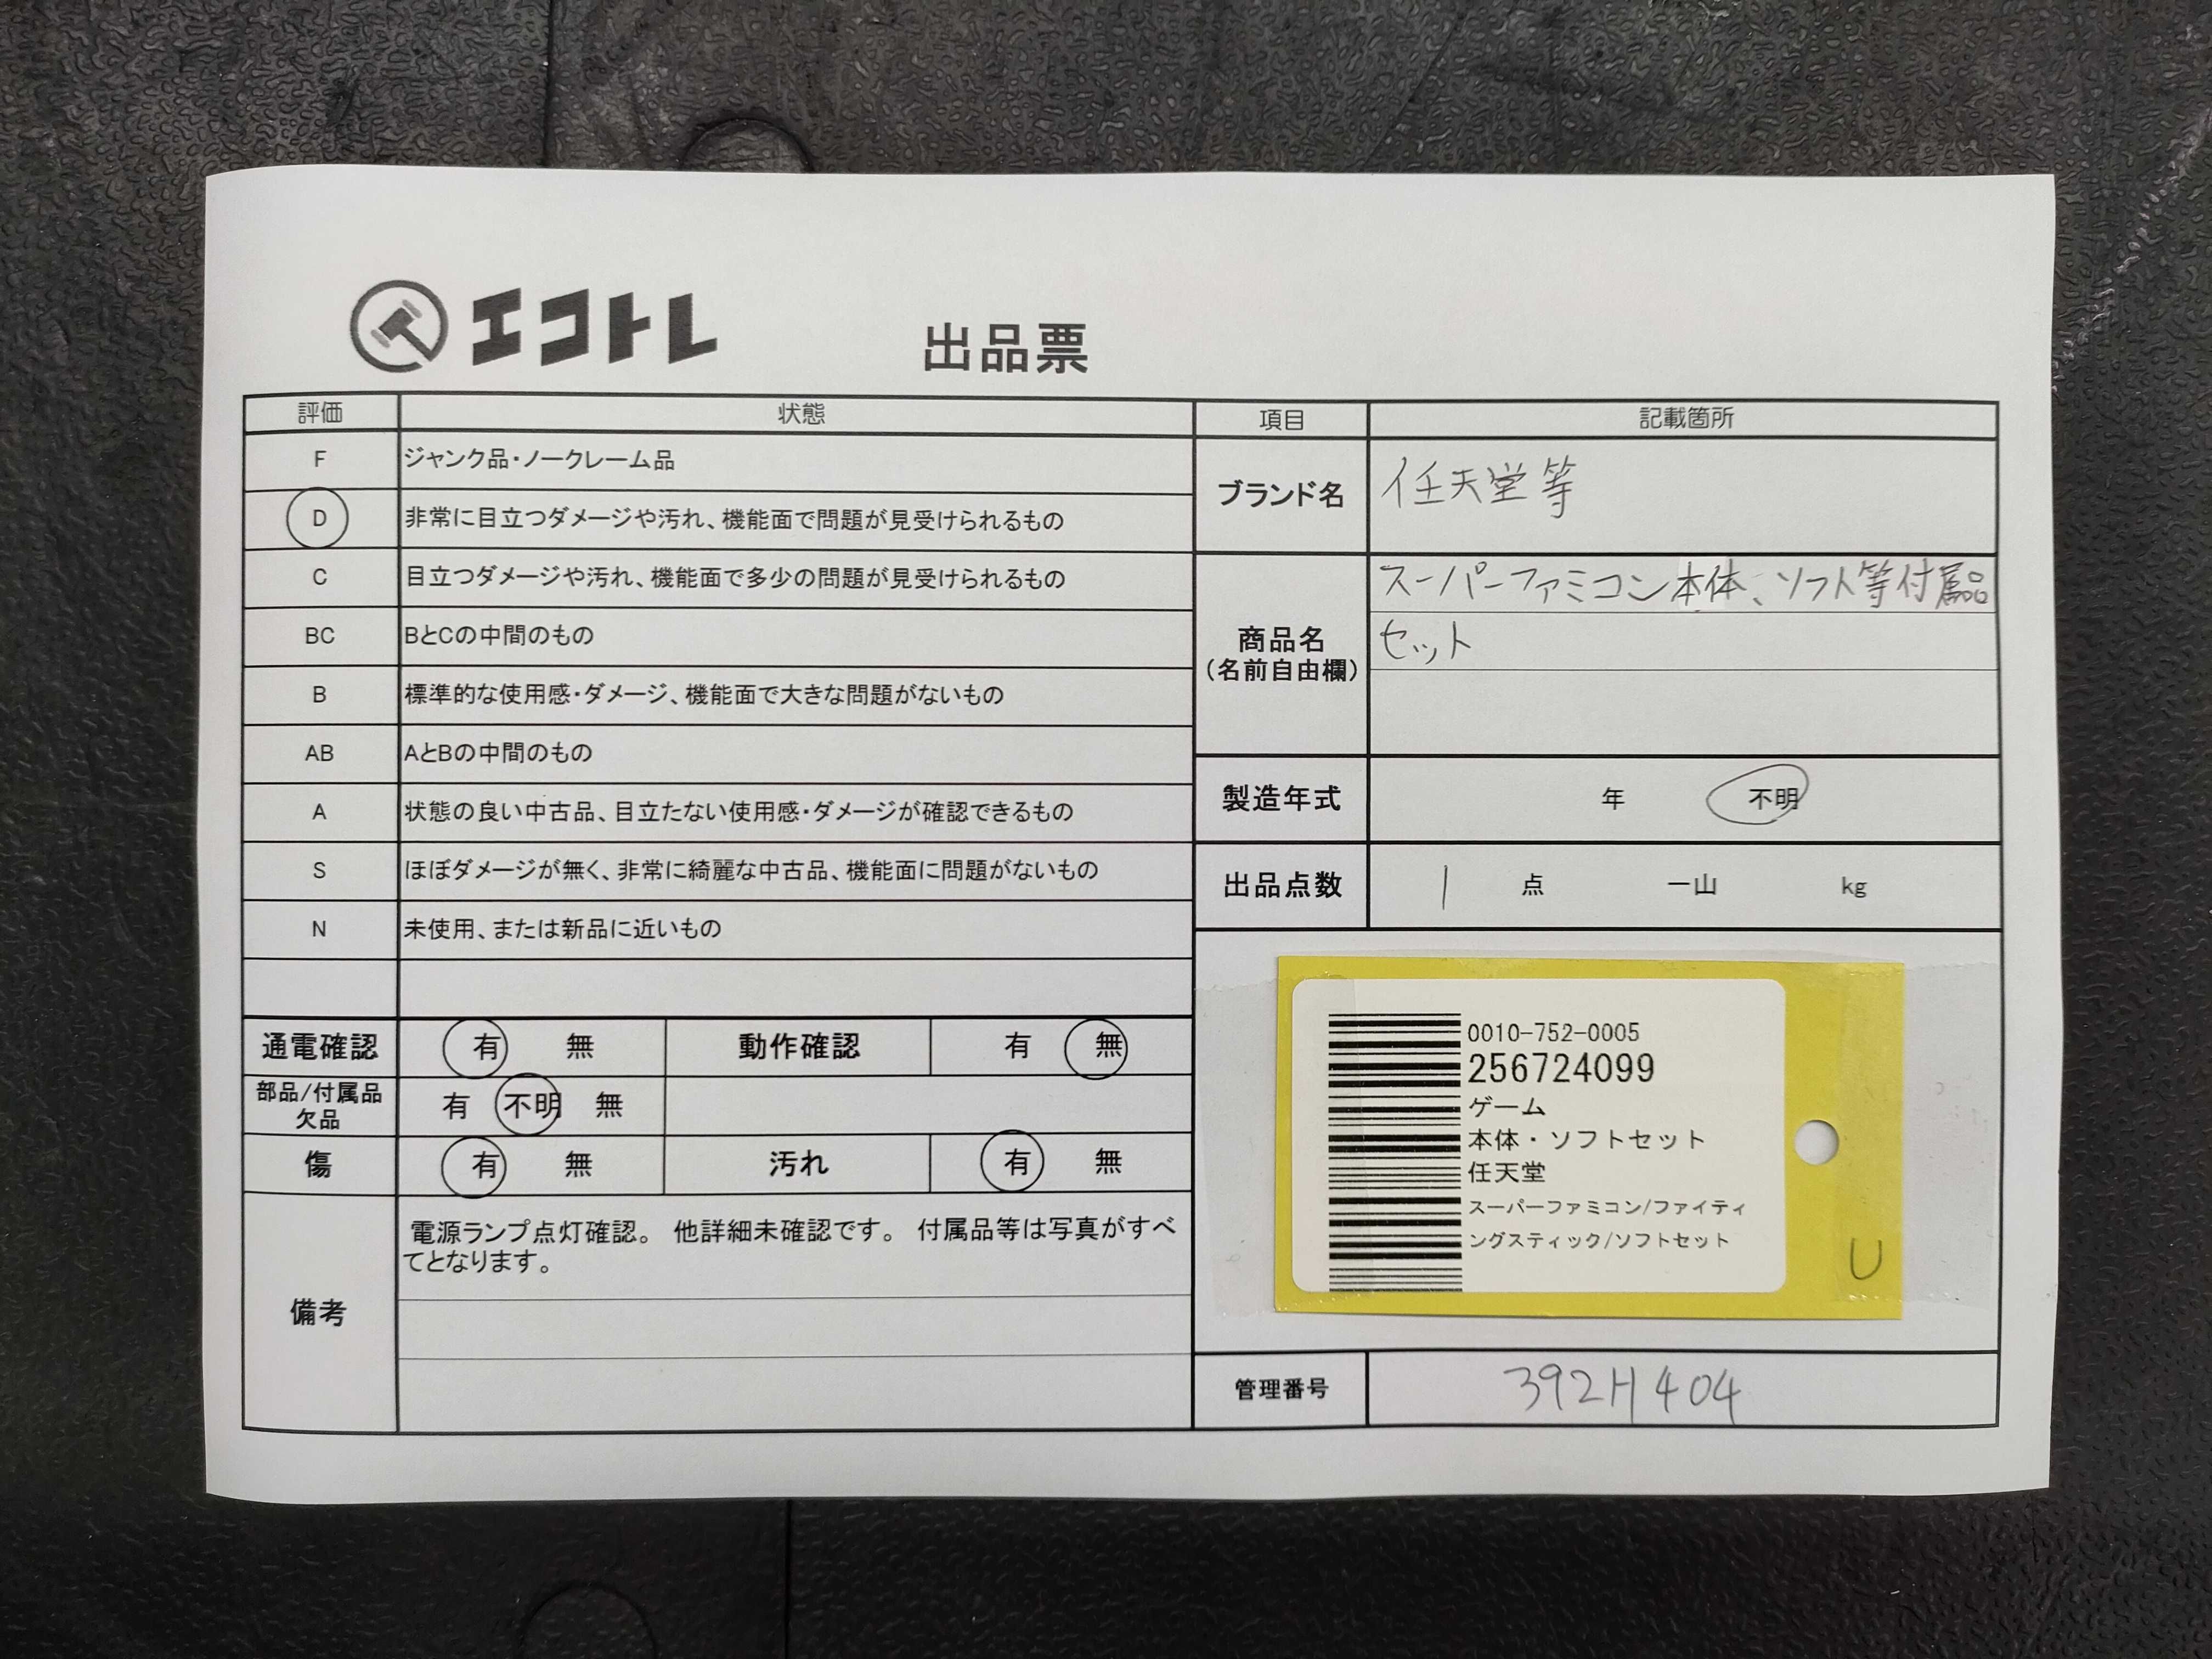 エコトレ
出品票
評価 状態
F ジャンク品・ノークレーム品
D 非常に目立つダメージや汚れ、機能面で問題が見受けられるもの
C 目立つダメージや汚れ、機能面で多少の問題が見受けられるもの
BC BとCの中間のもの
B 標準的な使用感・ダメージ、機能面で大きな問題がないもの
AB AとBの中間のもの
A 状態の良い中古品、目立たない使用感・ダメージが確認できるもの
S ほぼダメージが無く、非常に綺麗な中古品、機能面に問題がないもの
N 未使用、または新品に近いもの
通電確認 有 無 動作確認 有 無
部品/付属品
欠品
有 不明 無
傷 有 無 汚れ 有 無
備考
電源ランプ点灯確認。 他詳細未確認です。 付属品等は写真がすべ
てとなります。
項目 記載箇所
ブランド名 任天堂等
商品名
(名前自由欄)
スーパーファミコン本体、ソフト等付属品
セット
製造年式 年 不明
出品点数 1 点 一山 kg
0010-752-0005
256724099
ゲーム
本体・ソフトセット
任天堂
スーパーファミコン/ファイティ
ングスティック/ソフトセット
U
管理番号 392H404